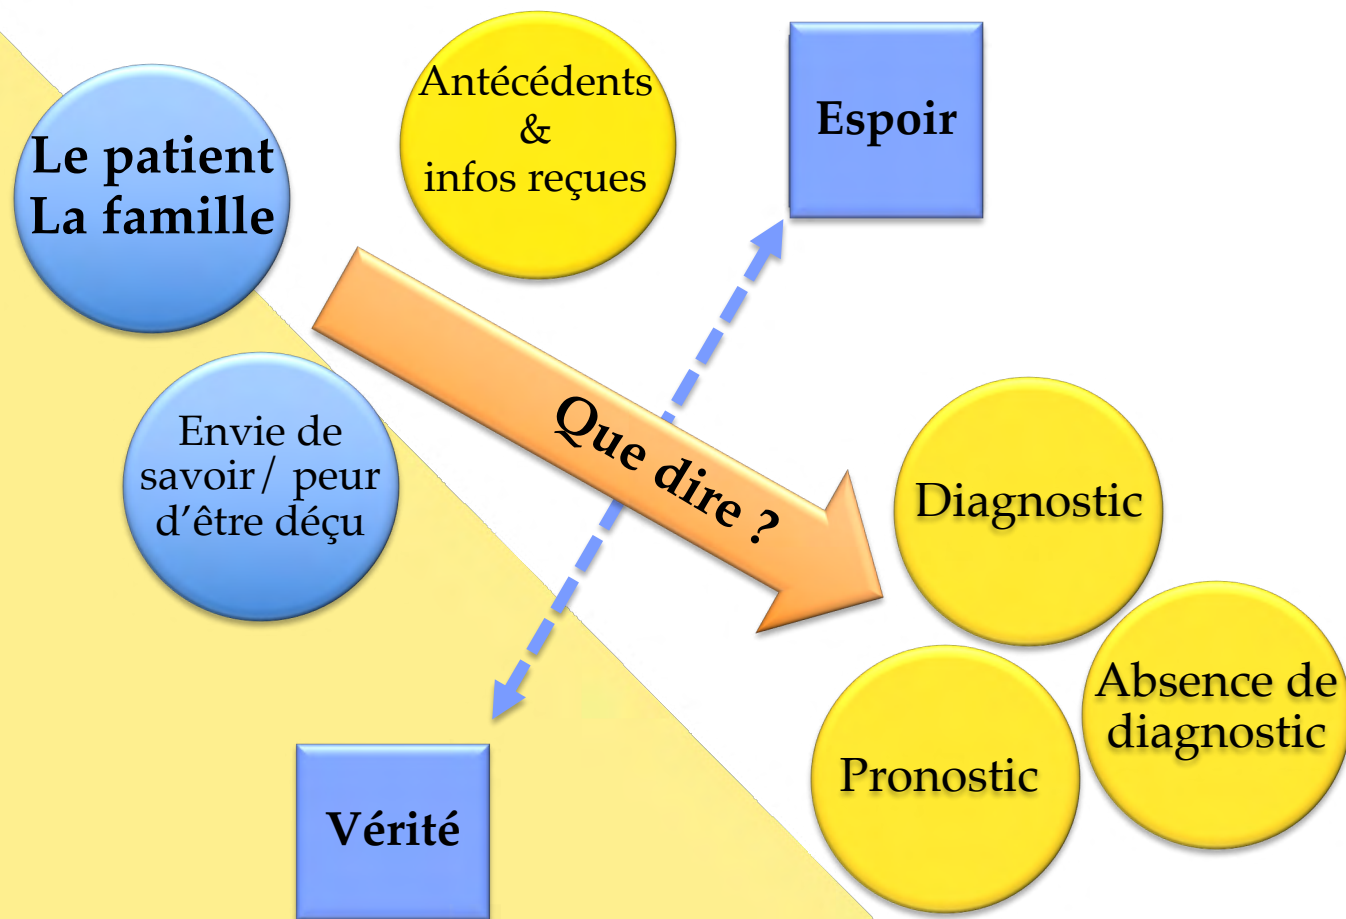 Le patient
La famille
Antécédents
&
infos reçues
Espoir
Envie de
savoir/ peur
d’être déçu
Que dire ?
Diagnostic
Absence de
diagnostic
Pronostic
Vérité